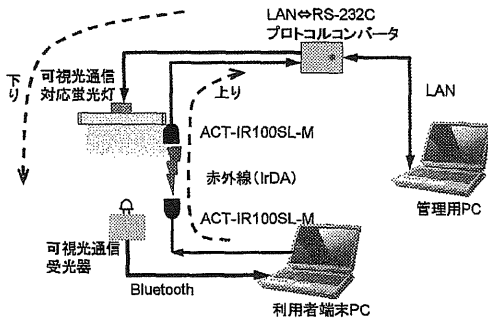 LAN⇔RS-232C
プロトコルコンバータ
下り
可視光通信
対応蛍光灯
上り
LAN
ACT-IR100SL-M
赤外線(IrDA)
管理用PC
ACT-IR100SL-M
可視光通信
受光器
Bluetooth
利用者端末PC